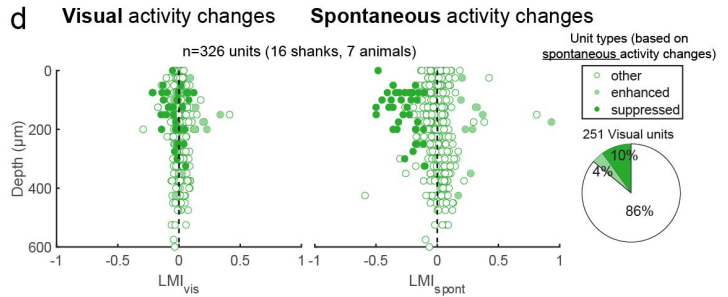 d
Visual activity changes
Spontaneous activity changes
n=326 units (16 shanks, 7 animals)
Unit types (based on
spontaneous activity changes)
other
enhanced
suppressed
251 Visual units
10%
4%
86%
Depth (μm)
0
200
400
600
-1
-0.5
0
0.5
1
LMIvis
-1
-0.5
0
0.5
1
LMIspont